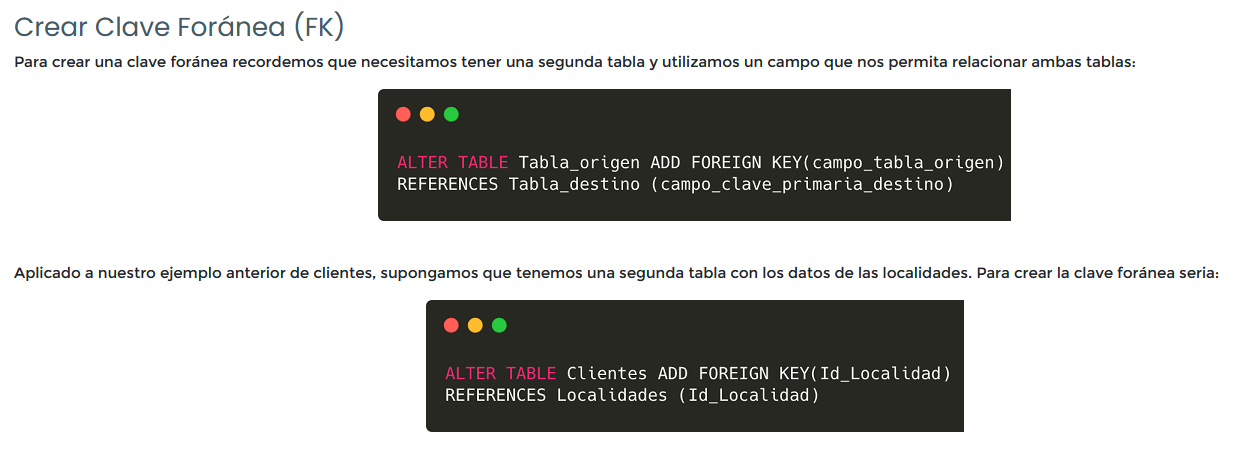 Crear Clave Foránea (FK)
Para crear una clave foránea recordemos que necesitamos tener una segunda tabla y utilizamos un campo que nos permita relacionar ambas tablas:
ALTER TABLE Tabla_origen ADD FOREIGN KEY(campo_tabla_origen)
REFERENCES Tabla_destino (campo_clave_primaria_destino)
Aplicado a nuestro ejemplo anterior de clientes, supongamos que tenemos una segunda tabla con los datos de las localidades. Para crear la clave foránea seria:
ALTER TABLE Clientes ADD FOREIGN KEY(Id_Localidad)
REFERENCES Localidades (Id_Localidad)